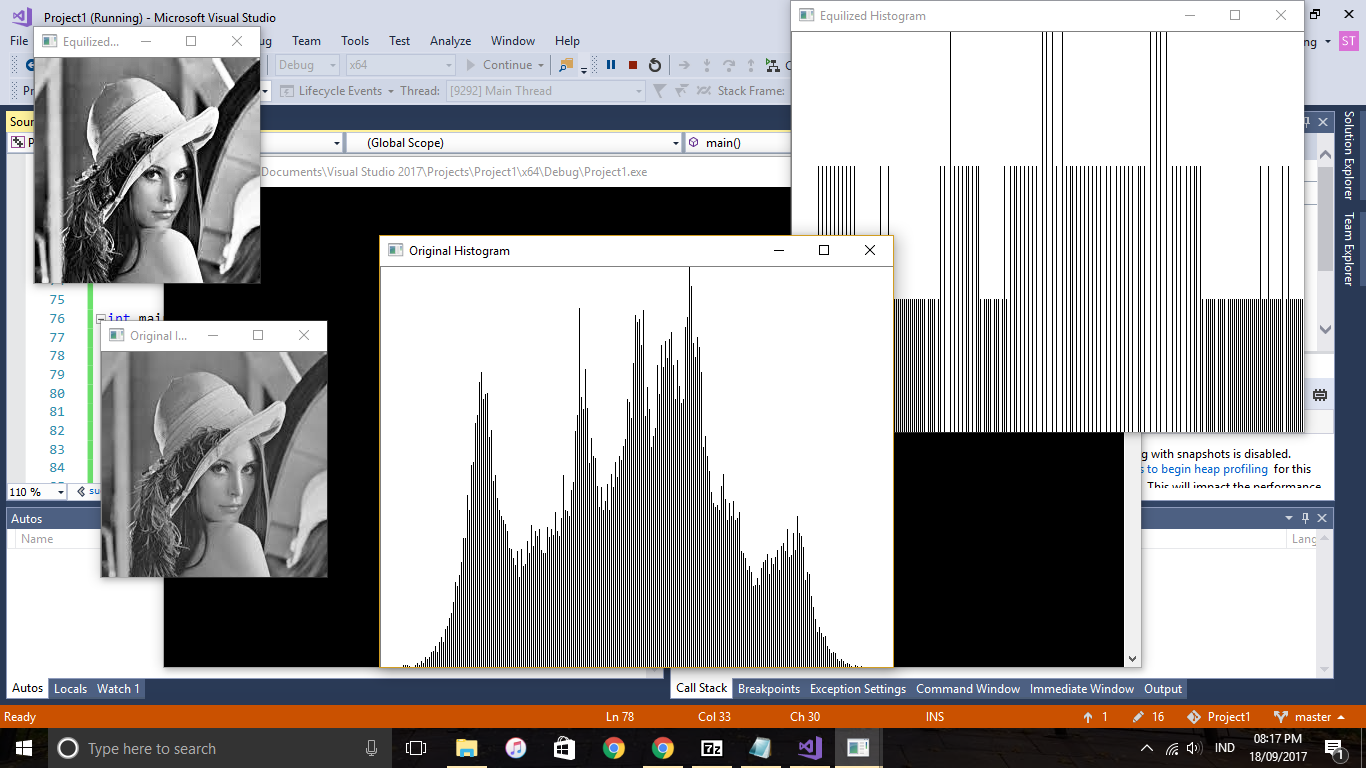 Project1 (Running) - Microsoft Visual Studio
Equilized Histogram
File
Equilized...
ug Team Tools Test Analyze Window Help
ng
ST
Debug x64 Continue
Lifecycle Events Thread: [9292] Main Thread Stack Frame:
Sour
(Global Scope) main()
Documents\Visual Studio 2017\Projects\Project1\x64\Debug\Project1.exe
Solution Explorer
Team Explorer
Original Histogram
75
76 int mai
Original I...
77
78
79
80
81
82
83
84
g with snapshots is disabled.
s to begin heap profiling for this
This will impact the performance
110 %
Autos
Name
Lang
Autos Locals Watch 1
Call Stack Breakpoints Exception Settings Command Window Immediate Window Output
Ready Ln 78 Col 33 Ch 30 INS 1 16 Project1 master
Type here to search
7z
IND
08:17 PM
18/09/2017
1